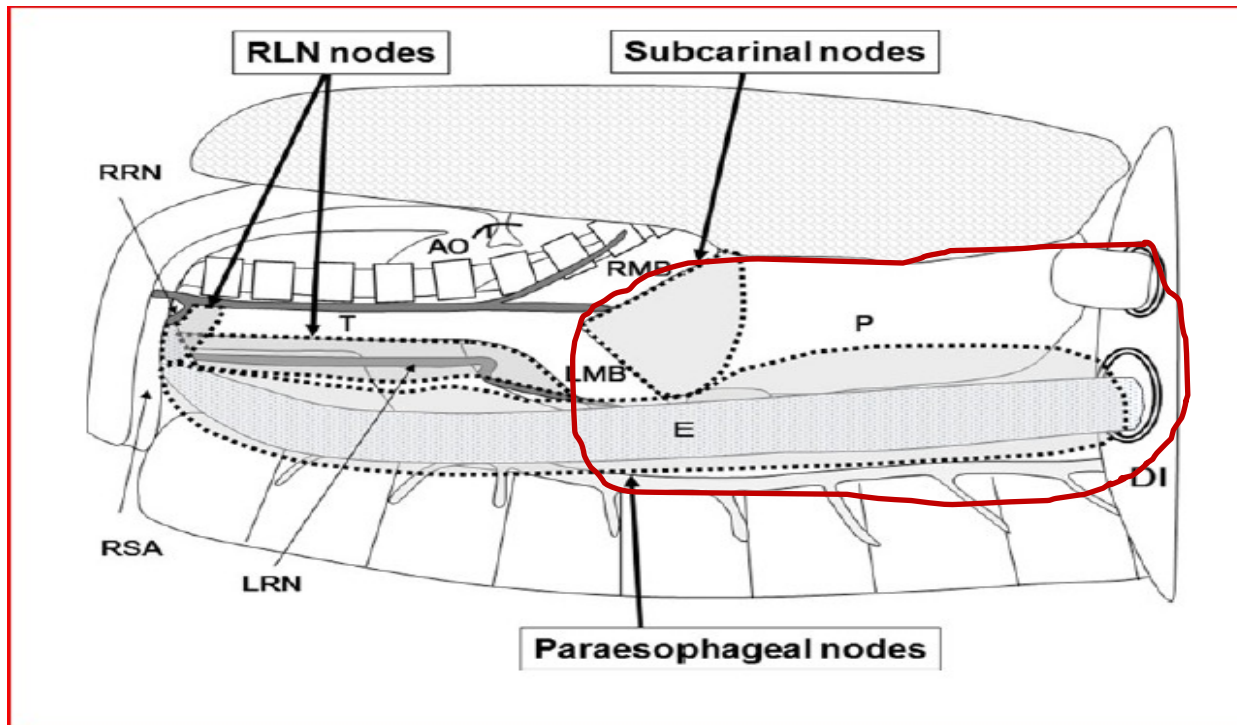 RLN nodes
Subcarinal nodes
RRN
AO
RMB
T
P
LMB
E
DI
RSA
LRN
Paraesophageal nodes